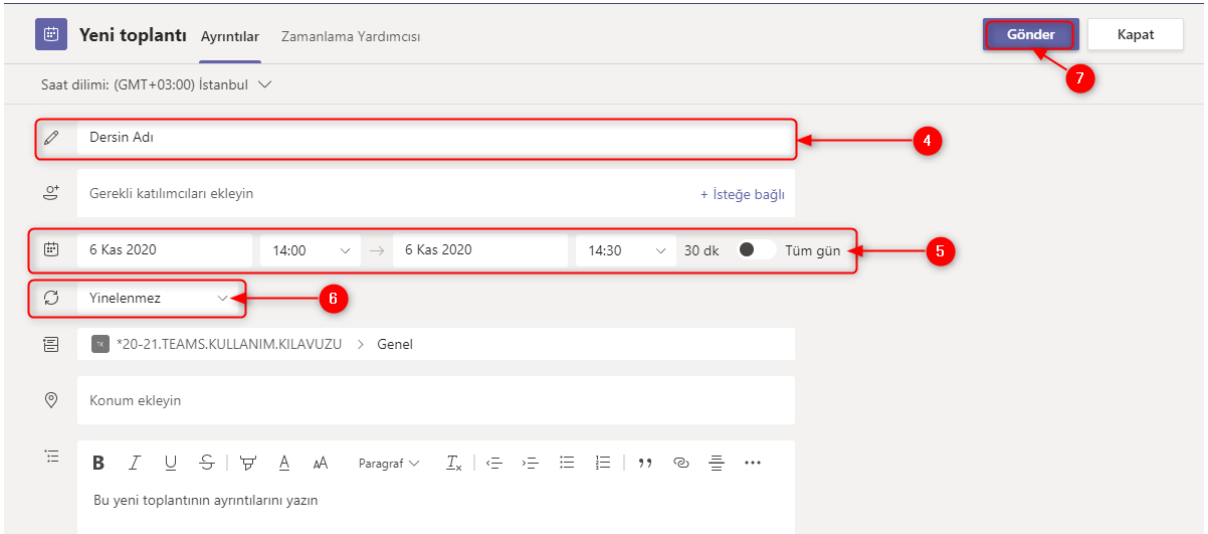 Yeni toplantı Ayrıntılar Zamanlama Yardımcısı Gönder Kapat
7
Saat dilimi: (GMT+03:00) İstanbul
Dersin Adı 4
Gerekli katılımcıları ekleyin + İsteğe bağlı
6 Kas 2020 14:00 → 6 Kas 2020 14:30 30 dk Tüm gün 5
Yinelenmez 6
*20-21.TEAMS.KULLANIM.KILAVUZU > Genel
Konum ekleyin
B I U S A AA Paragraf Tx
Bu yeni toplantının ayrıntılarını yazın